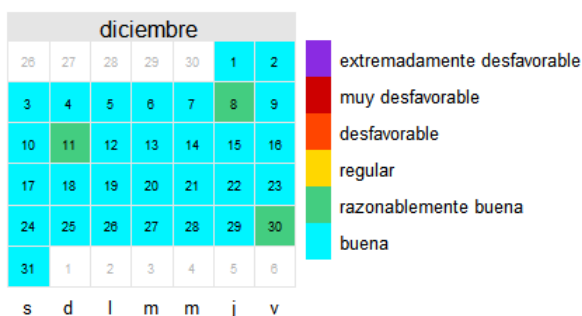 diciembre
26 27 28 29 30 1 2
3 4 5 6 7 8 9
10 11 12 13 14 15 16
17 18 19 20 21 22 23
24 25 26 27 28 29 30
31 1 2 3 4 5 6
s d l m m j v
extremadamente desfavorable
muy desfavorable
desfavorable
regular
razonablemente buena
buena